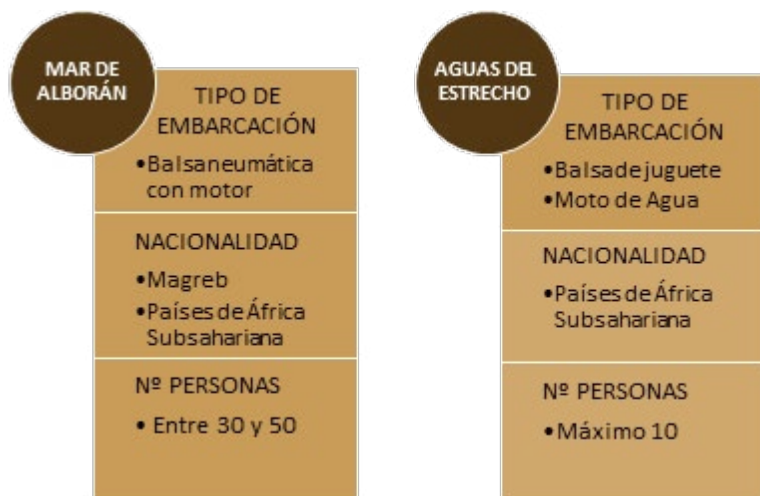 MAR DE
ALBORÁN
TIPO DE
EMBARCACIÓN
•Balsaneumática
con motor
NACIONALIDAD
•Magreb
•Países de África
Subsahariana
Nº PERSONAS
• Entre 30 y 50
AGUAS DEL
ESTRECHO
TIPO DE
EMBARCACIÓN
•Balsade juguete
•Moto de Agua
NACIONALIDAD
•Países de África
Subsahariana
Nº PERSONAS
•Máximo 10